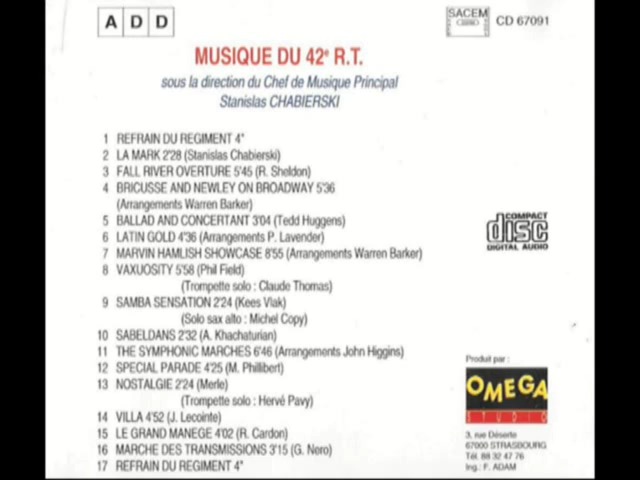 A D D
SACEM
CD 67091
MUSIQUE DU 42e R.T.
sous la direction du Chef de Musique Principal
Stanislas CHABIERSKI
1 REFRAIN DU REGIMENT 4"
2 LA MARK 2'28 (Stanislas Chabierski)
3 FALL RIVER OVERTURE 5'45 (R. Sheldon)
4 BRICUSSE AND NEWLEY ON BROADWAY 5'36
(Arrangements Warren Barker)
5 BALLAD AND CONCERTANT 3'04 (Tedd Huggens)
6 LATIN GOLD 4'36 (Arrangements P. Lavender)
7 MARVIN HAMLISH SHOWCASE 8'55 (Arrangements Warren Barker)
8 VAXUOSITY 5'58 (Phil Field)
(Trompette solo : Claude Thomas)
9 SAMBA SENSATION 2'24 (Kees Vlak)
(Solo sax alto : Michel Copy)
10 SABELDANS 2'32 (A. Khachaturian)
11 THE SYMPHONIC MARCHES 6'46 (Arrangements John Higgins)
12 SPECIAL PARADE 4'25 (M. Phillibert)
13 NOSTALGIE 2'24 (Merle)
(Trompette solo : Hervé Pavy)
14 VILLA 4'52 (J. Lecointe)
15 LE GRAND MANEGE 4'02 (R. Cardon)
16 MARCHE DES TRANSMISSIONS 3'15 (G. Nero)
17 REFRAIN DU REGIMENT 4"
COMPACT
disc
DIGITAL AUDIO
Produit par :
OMEGA
STUDIO
3, rue Déserte
67000 STRASBOURG
Tél. 88 32 47 76
Ing.: F. ADAM